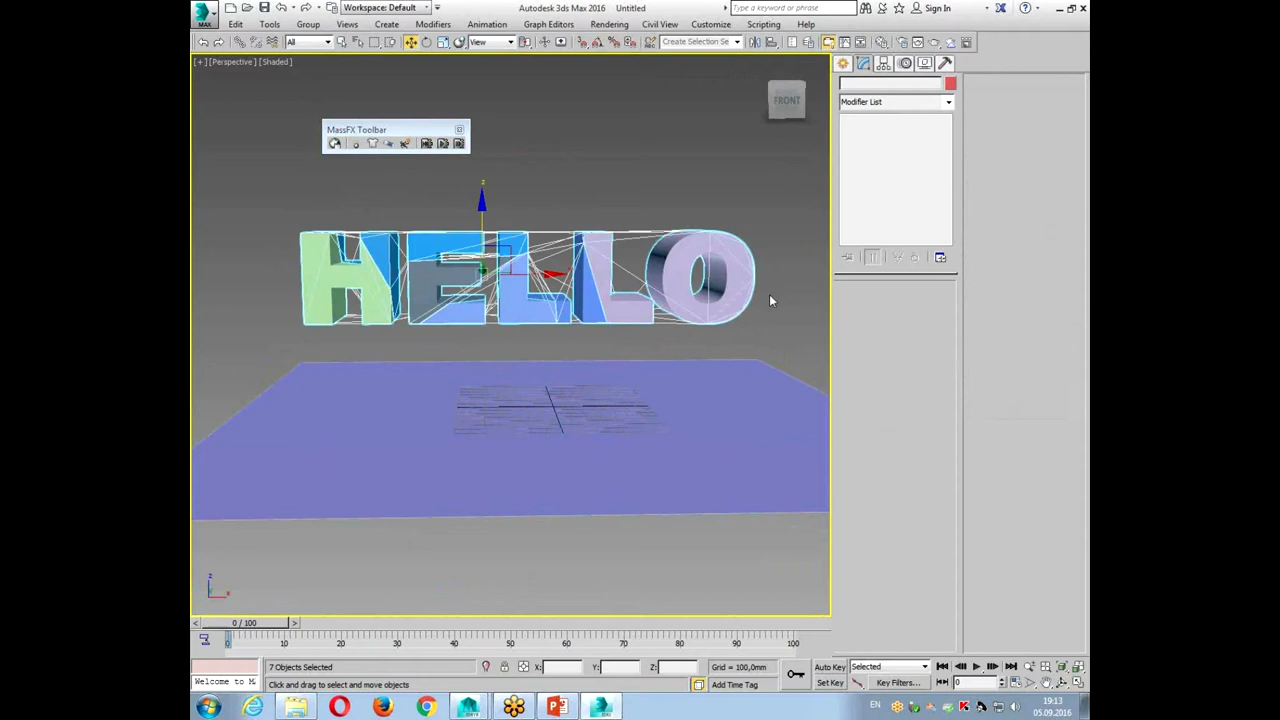 MAX
Workspace: Default
Autodesk 3ds Max 2016 Untitled
Type a keyword or phrase
Sign In
Edit Tools Group Views Create Modifiers Animation Graph Editors Rendering Civil View Customize Scripting Help
All
View
Create Selection Se
[+] [Perspective] [Shaded]
FRONT
MassFX Toolbar
Modifier List
z
HELLO
z
x
0 / 100
0 10 20 30 40 50 60 70 80 90 100
7 Objects Selected
X: Y: Z:
Grid = 100,0mm
Auto Key
Selected
Welcome to M
Click and drag to select and move objects
Add Time Tag
Set Key
Key Filters...
0
EN
19:13
05.09.2016